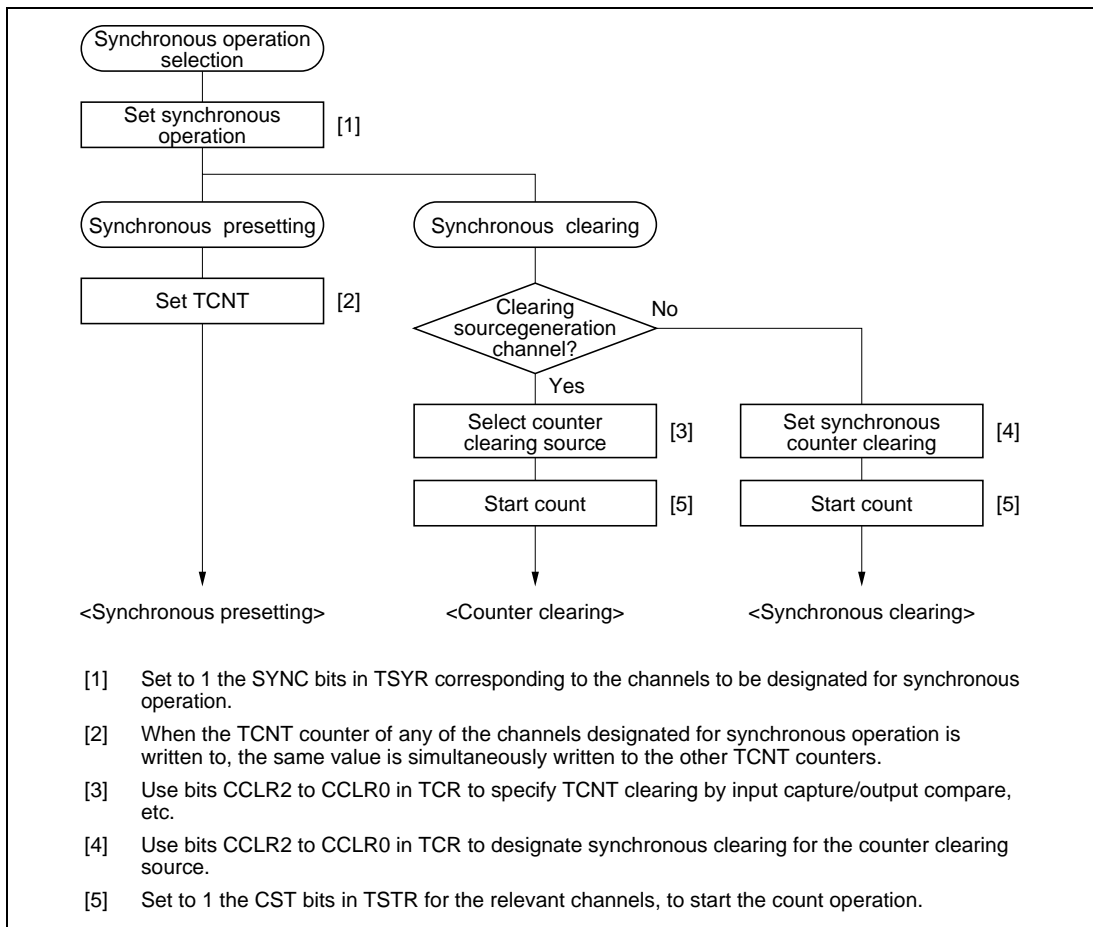 Synchronous operation
selection
Set synchronous
operation
[1]
Synchronous presetting
Synchronous clearing
Set TCNT
[2]
Clearing
sourcegeneration
channel?
No
Yes
Select counter
clearing source
[3]
Set synchronous
counter clearing
[4]
Start count
[5]
Start count
[5]
<Synchronous presetting>
<Counter clearing>
<Synchronous clearing>
[1] Set to 1 the SYNC bits in TSYR corresponding to the channels to be designated for synchronous
operation.
[2] When the TCNT counter of any of the channels designated for synchronous operation is
written to, the same value is simultaneously written to the other TCNT counters.
[3] Use bits CCLR2 to CCLR0 in TCR to specify TCNT clearing by input capture/output compare,
etc.
[4] Use bits CCLR2 to CCLR0 in TCR to designate synchronous clearing for the counter clearing
source.
[5] Set to 1 the CST bits in TSTR for the relevant channels, to start the count operation.